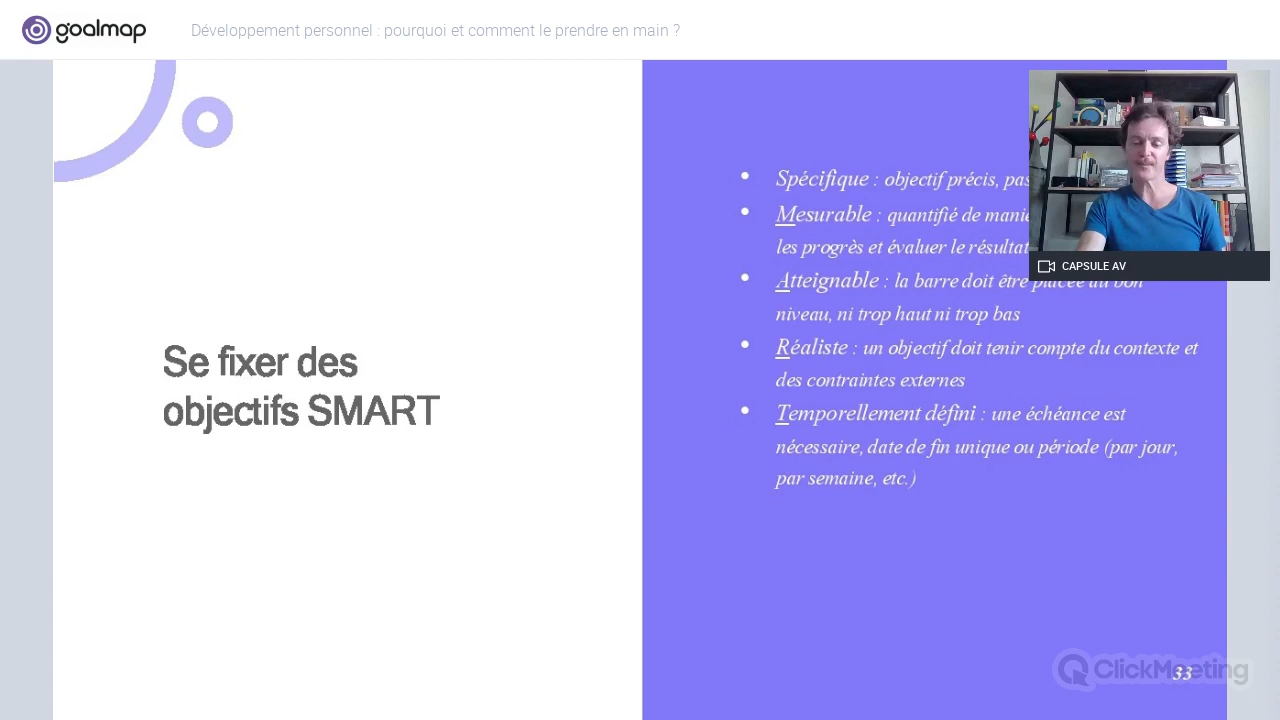 goalmap
Développement personnel : pourquoi et comment le prendre en main ?
Se fixer des
objectifs SMART
• Spécifique : objectif précis, pas
• Mesurable : quantifié de
les progrès et évaluer le
• Atteignable : la barre doit être placée au bon
niveau, ni trop haut ni trop bas
• Réaliste : un objectif doit tenir compte du contexte et
des contraintes externes
• Temporellement défini : une échéance est
nécessaire, date de fin unique ou période (par jour,
par semaine, etc.)
CAPSULE AV
ClickMeeting
33